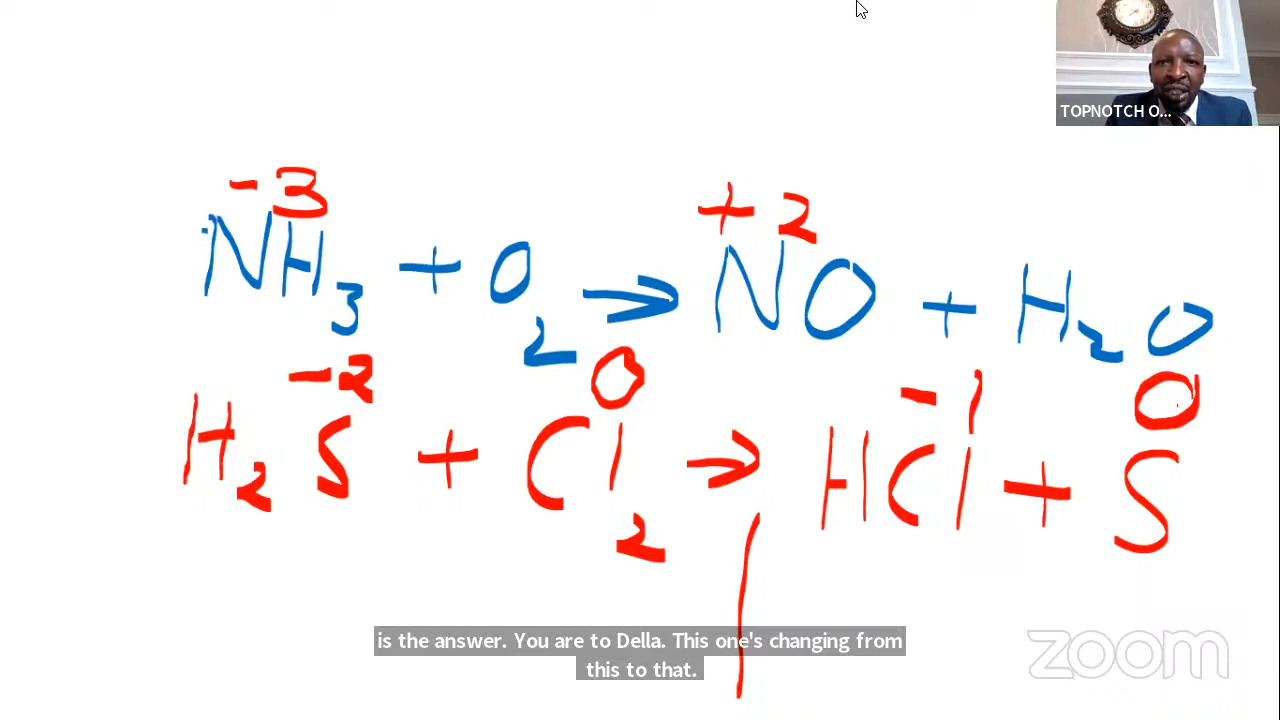 TOPNOTCH O...
-3 +2
NH₃ + O₂ → NO + H₂O
-2 0 -1 0
H₂S + Cl₂ → HCl + S
is the answer. You are to Della. This one's changing from
this to that.
zoom